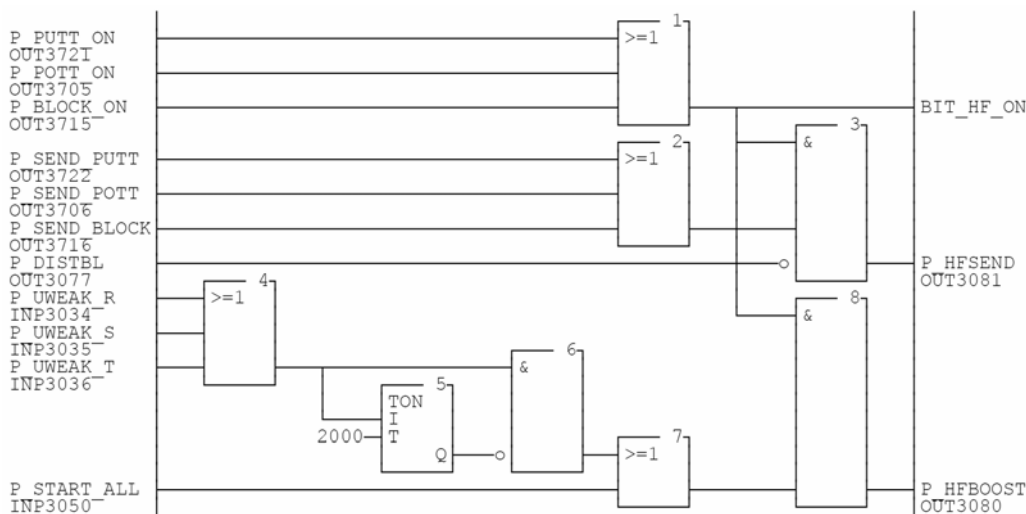 1
P_PUTT_ON
>=1
OUT3721
P_POTT_ON
OUT3705
P_BLOCK_ON
BIT_HF_ON
OUT3715
3
&
2
P_SEND_PUTT
>=1
OUT3722
P_SEND_POTT
OUT3706
P_SEND_BLOCK
OUT3716
P_DISTBL
P_HFSEND
OUT3077
4
OUT3081
P_UWEAK_R
>=1
8
INP3034
&
P_UWEAK_S
INP3035
6
P_UWEAK_T
&
INP3036
5
TON
I
2000
T
7
Q
>=1
P_START_ALL
P_HFBOOST
INP3050
OUT3080